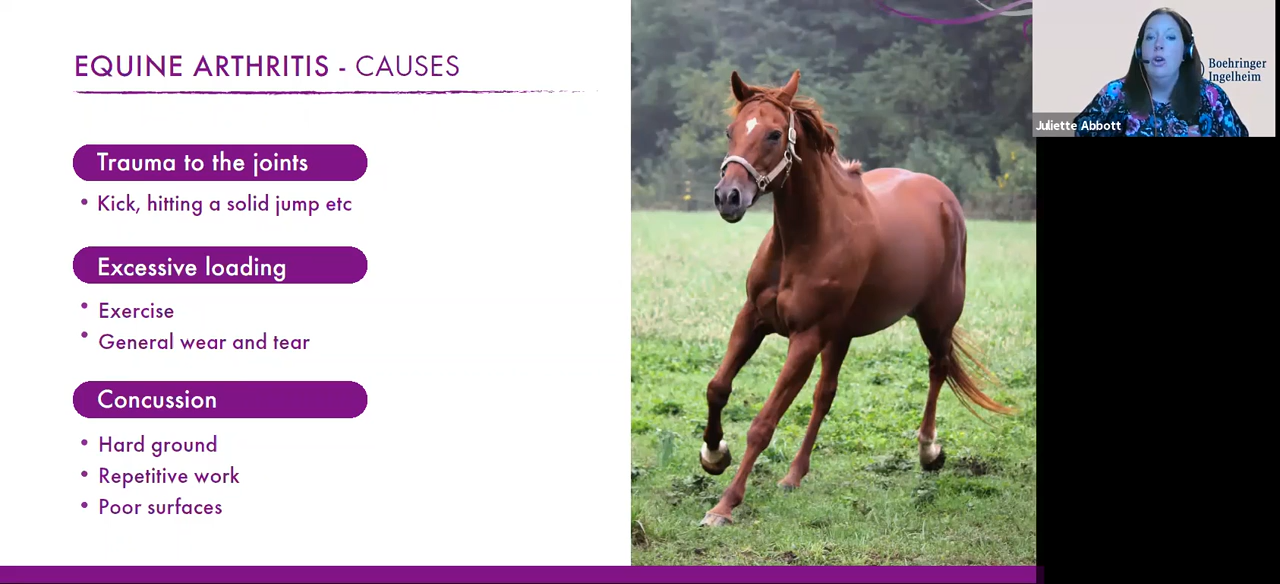 EQUINE ARTHRITIS - CAUSES
Trauma to the joints
• Kick, hitting a solid jump etc
Excessive loading
• Exercise
• General wear and tear
Concussion
• Hard ground
• Repetitive work
• Poor surfaces
Boehringer
Ingelheim
Juliette Abbott